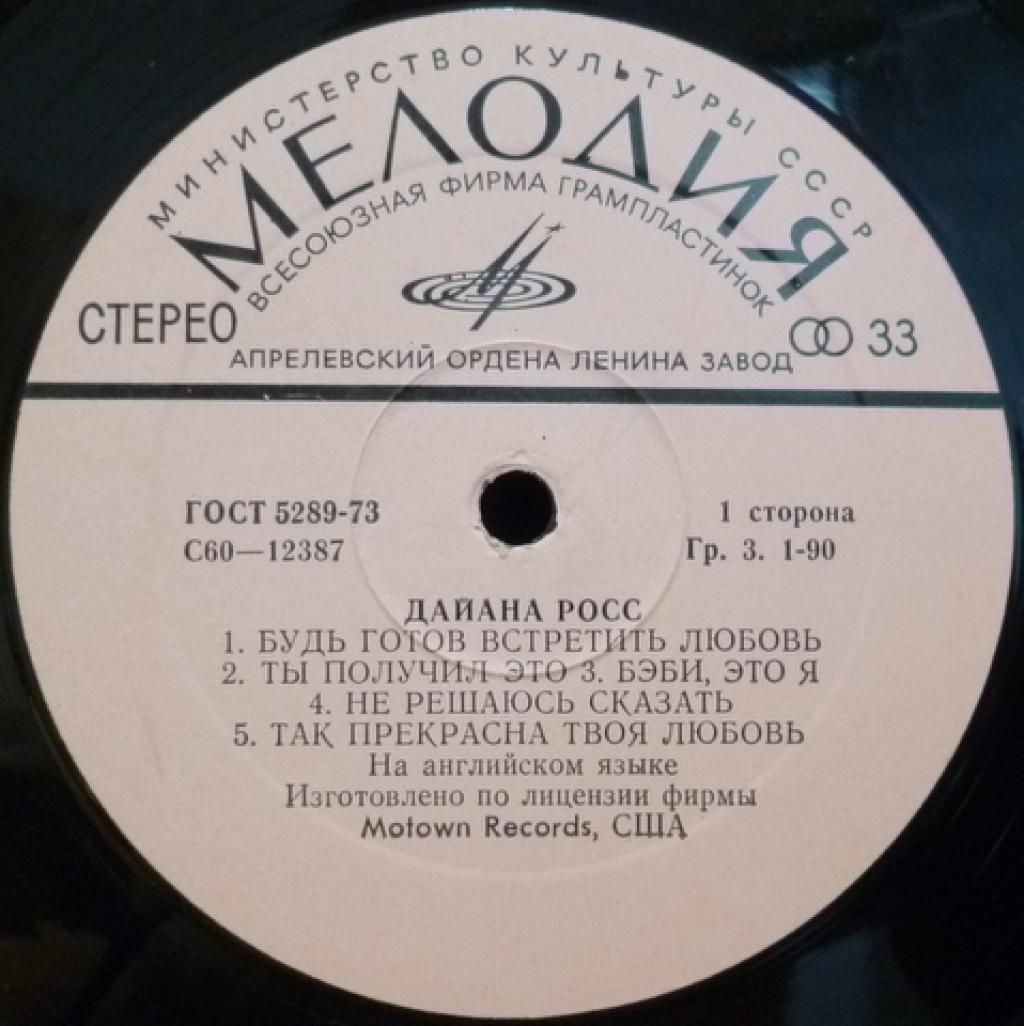 МИНИСТЕРСТВО КУЛЬТУРЫ СССР
МЕЛОДИЯ
ВСЕСОЮЗНАЯ ФИРМА ГРАМПЛАСТИНОК
СТЕРЕО
33
АПРЕЛЕВСКИЙ ОРДЕНА ЛЕНИНА ЗАВОД
ГОСТ 5289-73
1 сторона
С60—12387
Гр. 3. 1-90
ДАЙАНА РОСС
1. БУДЬ ГОТОВ ВСТРЕТИТЬ ЛЮБОВЬ
2. ТЫ ПОЛУЧИЛ ЭТО 3. БЭБИ, ЭТО Я
4. НЕ РЕШАЮСЬ СКАЗАТЬ
5. ТАК ПРЕКРАСНА ТВОЯ ЛЮБОВЬ
На английском языке
Изготовлено по лицензии фирмы
Motown Records, США